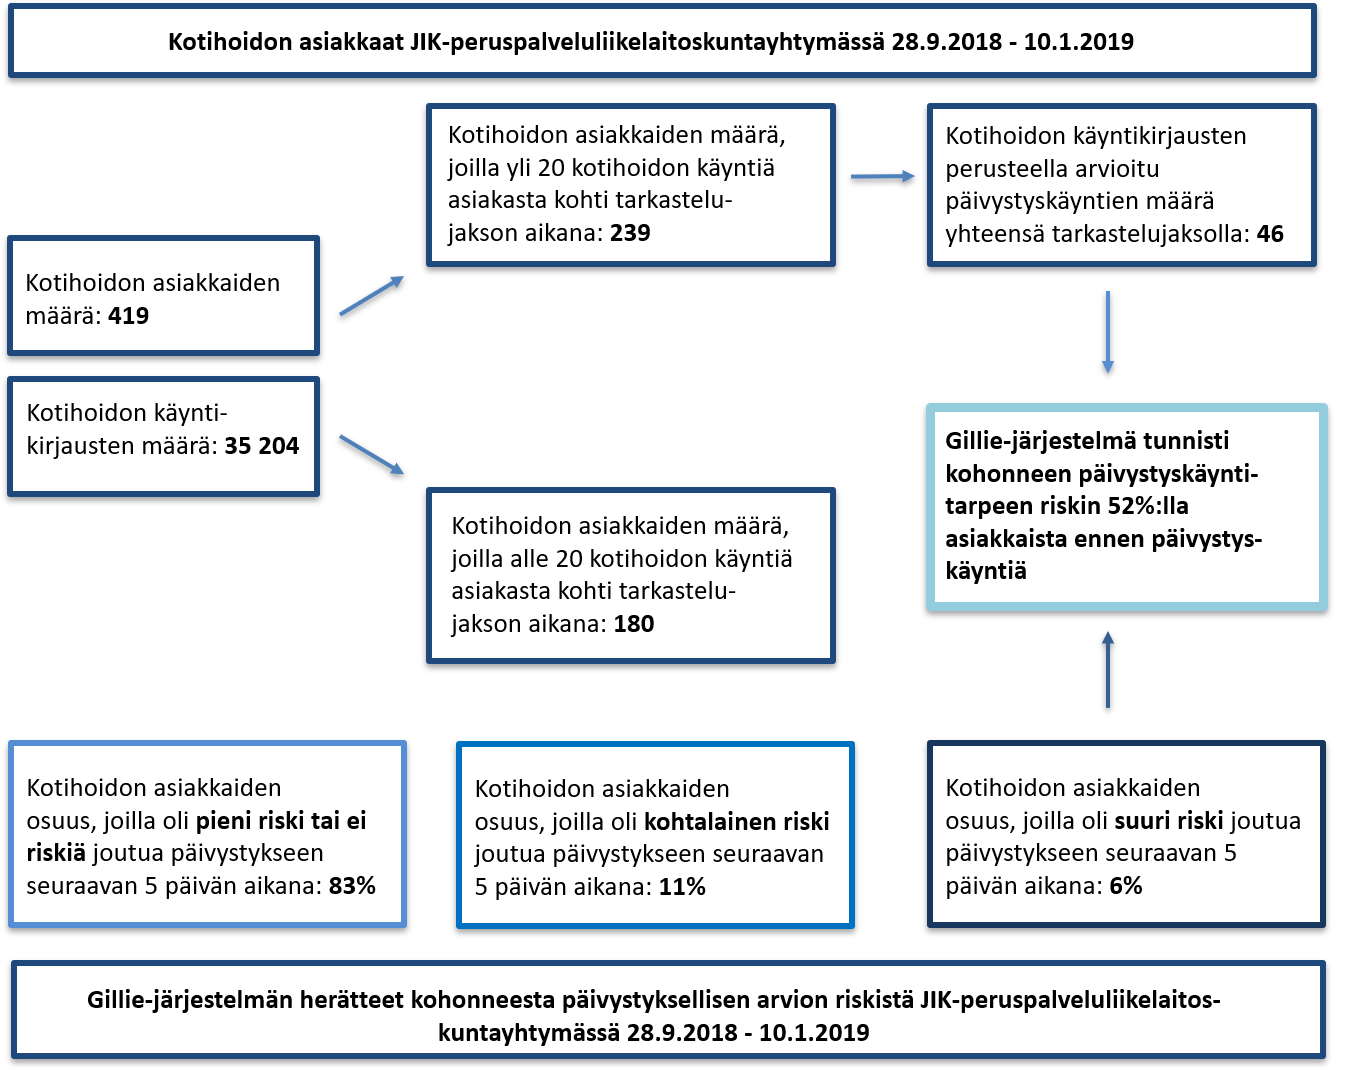 Kotihoidon asiakkaat JIK-peruspalveluliikelaitoskuntayhtymässä 28.9.2018 - 10.1.2019
Kotihoidon asiakkaiden
määrä: 419
Kotihoidon käynti-
kirjausten määrä: 35 204
Kotihoidon asiakkaiden määrä,
joilla yli 20 kotihoidon käyntiä
asiakasta kohti tarkastelu-
jakson aikana: 239
Kotihoidon asiakkaiden määrä,
joilla alle 20 kotihoidon käyntiä
asiakasta kohti tarkastelu-
jakson aikana: 180
Kotihoidon käyntikirjausten
perusteella arvioitu
päivystyskäyntien määrä
yhteensä tarkastelujaksolla: 46
Gillie-järjestelmä tunnisti
kohonneen päivystyskäynti-
tarpeen riskin 52%:lla
asiakkaista ennen päivystys-
käyntiä
Kotihoidon asiakkaiden
osuus, joilla oli pieni riski tai ei
riskiä joutua päivystykseen
seuraavan 5 päivän aikana: 83%
Kotihoidon asiakkaiden
osuus, joilla oli kohtalainen riski
joutua päivystykseen seuraavan
5 päivän aikana: 11%
Kotihoidon asiakkaiden
osuus, joilla oli suuri riski joutua
päivystykseen seuraavan 5
päivän aikana: 6%
Gillie-järjestelmän herätteet kohonneesta päivystyksellisen arvion riskistä JIK-peruspalveluliikelaitos-
kuntayhtymässä 28.9.2018 - 10.1.2019